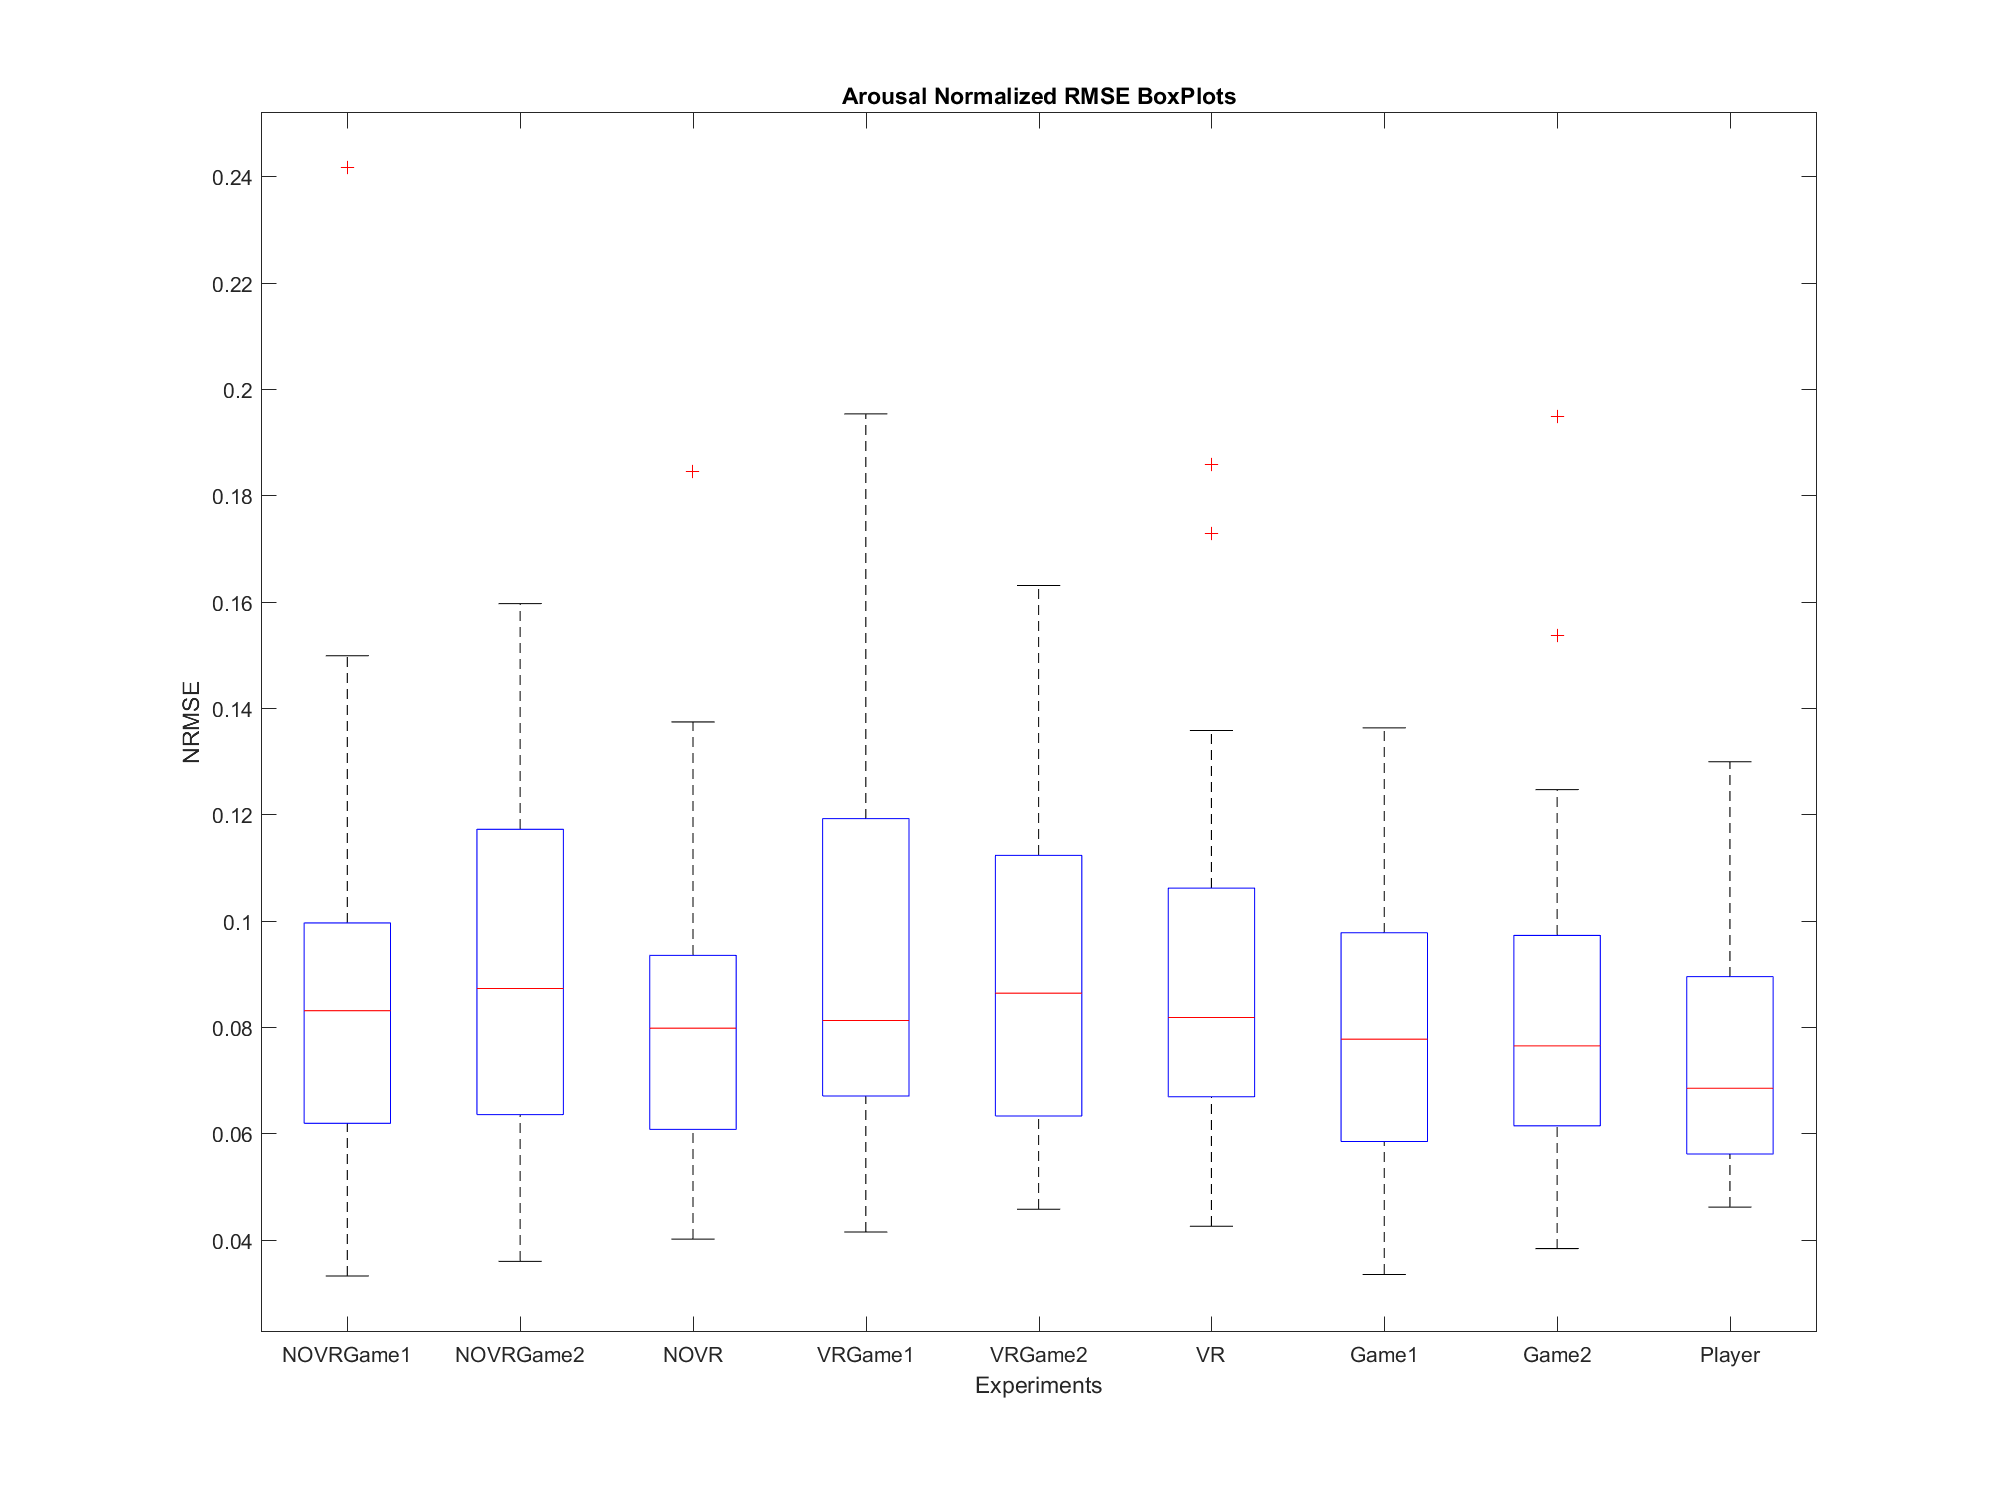 Arousal Normalized RMSE BoxPlots
0.24
0.22
0.2
0.18
0.16
0.14
0.12
0.1
0.08
0.06
0.04
NRMSE
NOVRGame1 NOVRGame2 NOVR VRGame1 VRGame2 VR Game1 Game2 Player
Experiments